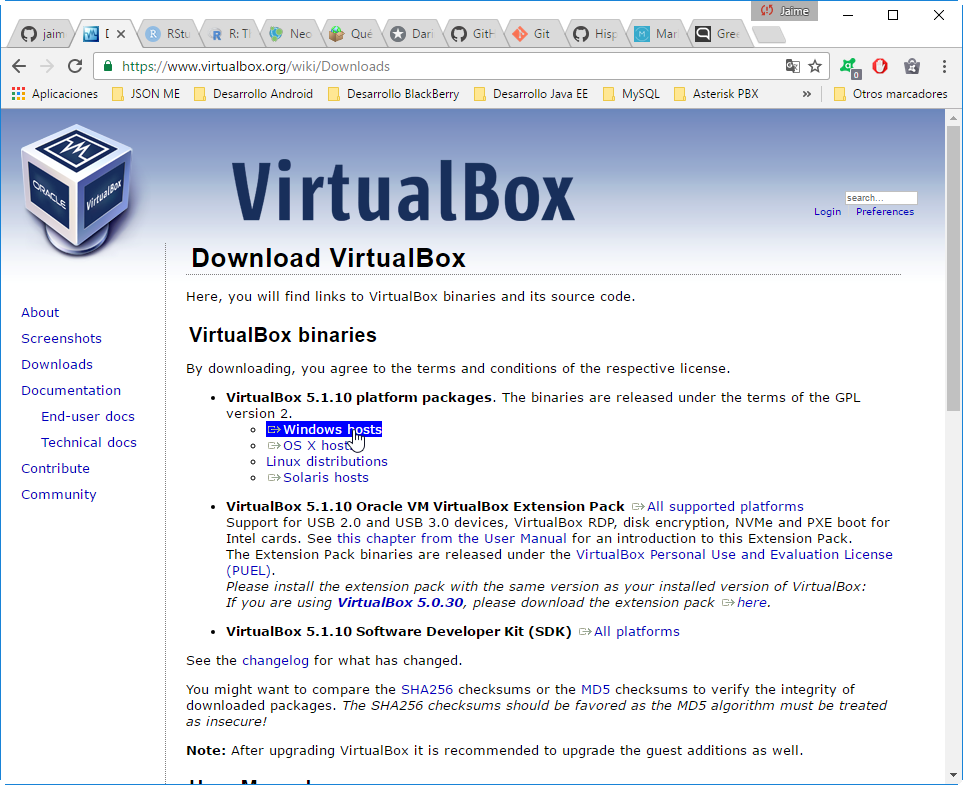 Jaime
jaim
RStu
R: T
Neo
Qué
Dari
GitH
Git
Hisp
Mar
Gree
https://www.virtualbox.org/wiki/Downloads
0
Aplicaciones
JSON ME
Desarrollo Android
Desarrollo BlackBerry
Desarrollo Java EE
MySQL
Asterisk PBX
»
Otros marcadores
ORACLE
VirtualBox
VirtualBox
search...
Login Preferences
Download VirtualBox
Here, you will find links to VirtualBox binaries and its source code.
About
Screenshots
Downloads
Documentation
End-user docs
Technical docs
Contribute
Community
VirtualBox binaries
By downloading, you agree to the terms and conditions of the respective license.
• VirtualBox 5.1.10 platform packages. The binaries are released under the terms of the GPL
version 2.
Windows hosts
OS X host
Linux distributions
Solaris hosts
• VirtualBox 5.1.10 Oracle VM VirtualBox Extension Pack All supported platforms
Support for USB 2.0 and USB 3.0 devices, VirtualBox RDP, disk encryption, NVMe and PXE boot for
Intel cards. See this chapter from the User Manual for an introduction to this Extension Pack.
The Extension Pack binaries are released under the VirtualBox Personal Use and Evaluation License
(PUEL).
Please install the extension pack with the same version as your installed version of VirtualBox:
If you are using VirtualBox 5.0.30, please download the extension pack here.
• VirtualBox 5.1.10 Software Developer Kit (SDK) All platforms
See the changelog for what has changed.
You might want to compare the SHA256 checksums or the MD5 checksums to verify the integrity of
downloaded packages. The SHA256 checksums should be favored as the MD5 algorithm must be treated
as insecure!
Note: After upgrading VirtualBox it is recommended to upgrade the guest additions as well.